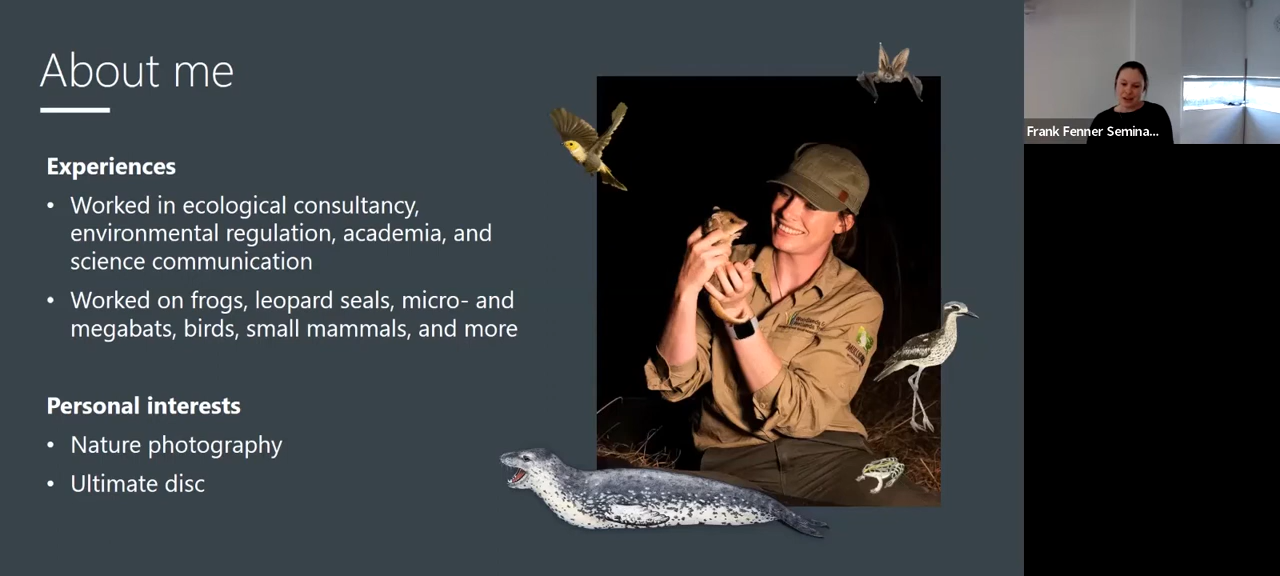 About me
Experiences
• Worked in ecological consultancy,
environmental regulation, academia, and
science communication
• Worked on frogs, leopard seals, micro- and
megabats, birds, small mammals, and more
Personal interests
• Nature photography
• Ultimate disc
Frank Fenner Semina...